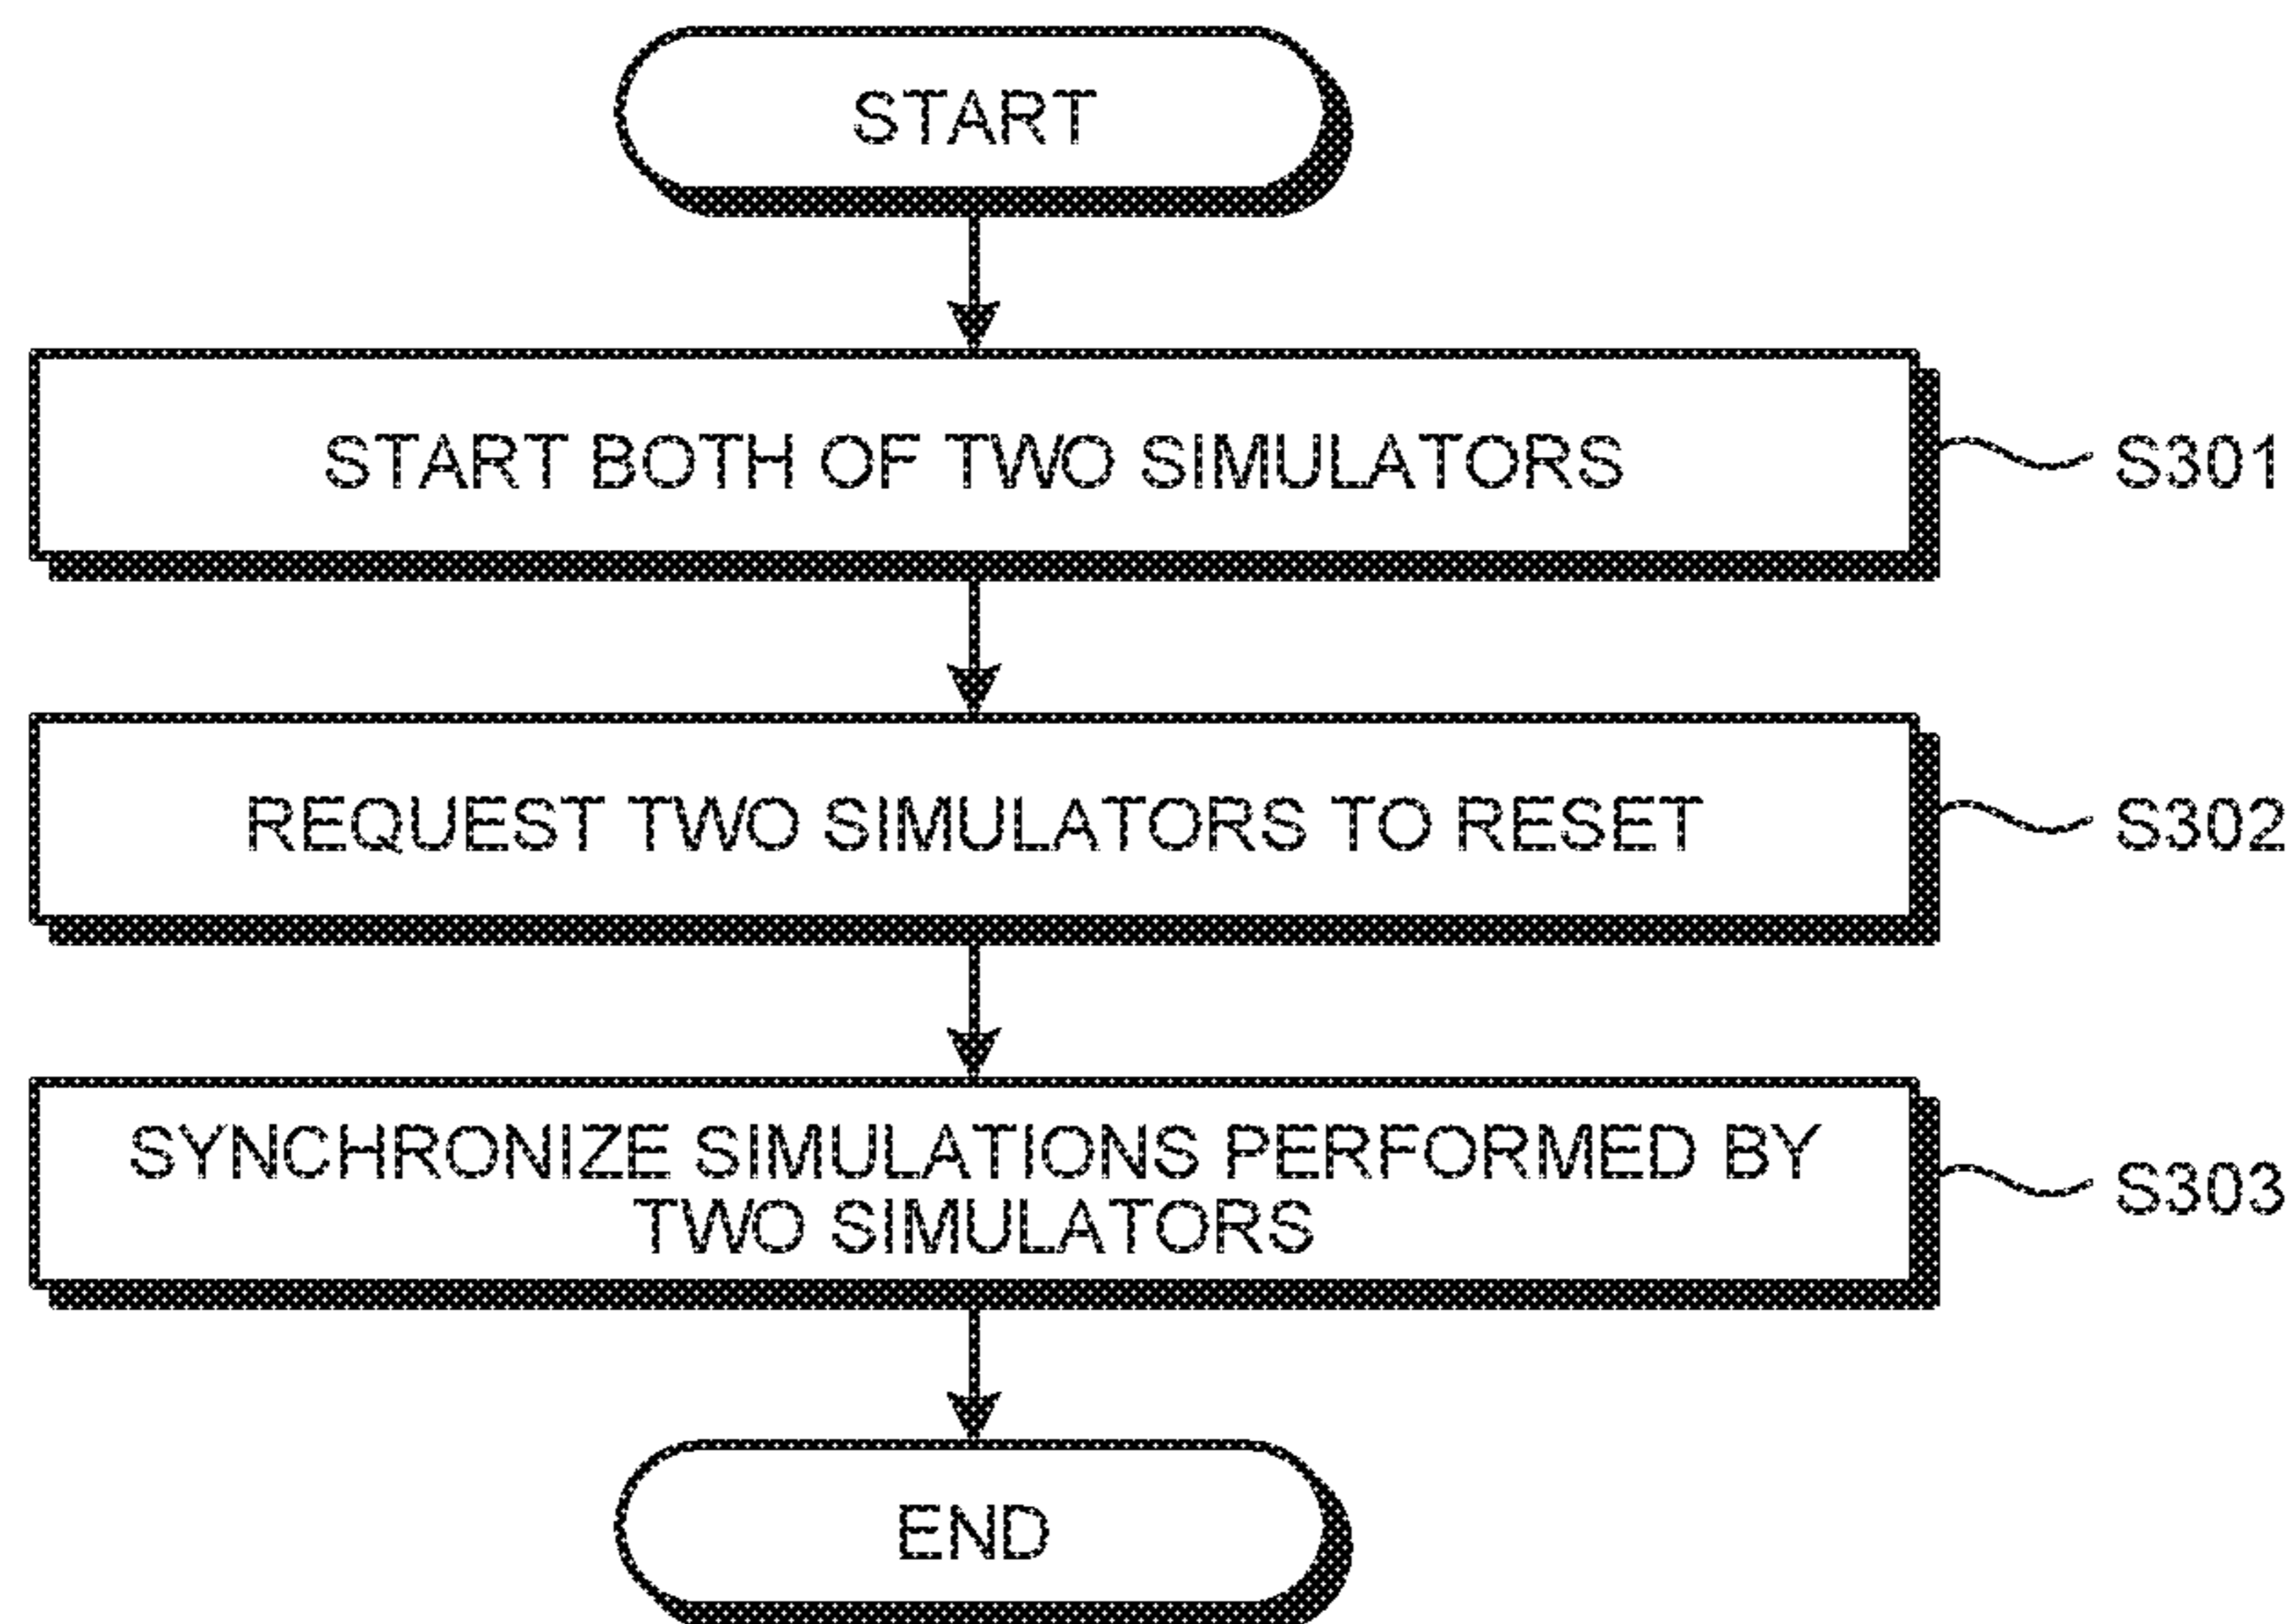 START
START BOTH OF TWO SIMULATORS
S301
REQUEST TWO SIMULATORS TO RESET
S302
SYNCHRONIZE SIMULATIONS PERFORMED BY
TWO SIMULATORS
S303
END